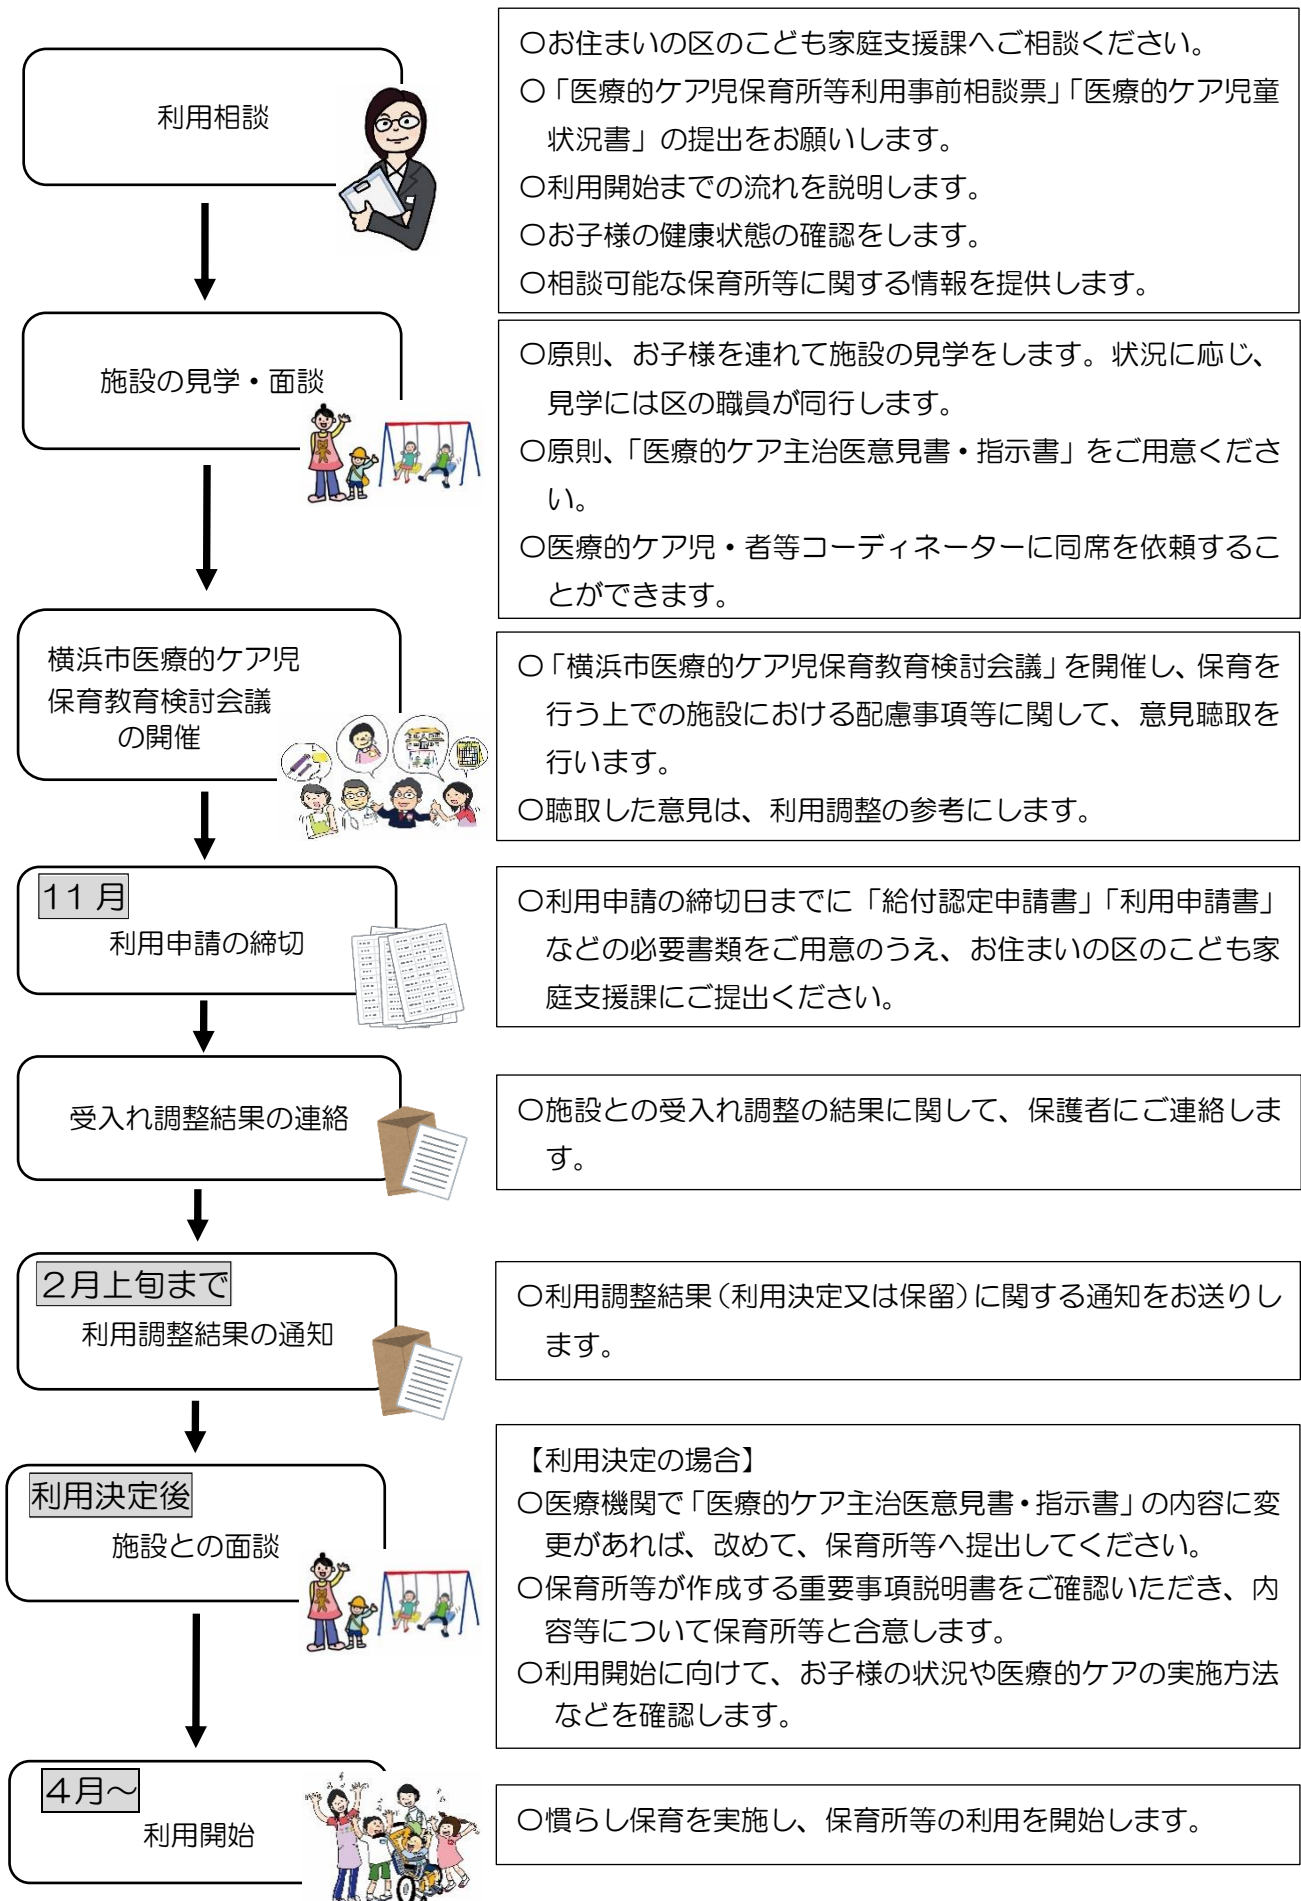 利用相談
〇お住まいの区のこども家庭支援課へご相談ください。
〇「医療的ケア児保育所等利用事前相談票」「医療的ケア児童
状況書」の提出をお願いします。
〇利用開始までの流れを説明します。
〇お子様の健康状態の確認をします。
〇相談可能な保育所等に関する情報を提供します。
施設の見学・面談
〇原則、お子様を連れて施設の見学をします。状況に応じ、
見学には区の職員が同行します。
〇原則、「医療的ケア主治医意見書・指示書」をご用意くださ
い。
〇医療的ケア児・者等コーディネーターに同席を依頼するこ
とができます。
横浜市医療的ケア児
保育教育検討会議
の開催
〇「横浜市医療的ケア児保育教育検討会議」を開催し、保育を
行う上での施設における配慮事項等に関して、意見聴取を
行います。
〇聴取した意見は、利用調整の参考にします。
11月
利用申請の締切
〇利用申請の締切日までに「給付認定申請書」「利用申請書」
などの必要書類をご用意のうえ、お住まいの区のこども家
庭支援課にご提出ください。
受入れ調整結果の連絡
〇施設との受入れ調整の結果に関して、保護者にご連絡しま
す。
２月上旬まで
利用調整結果の通知
〇利用調整結果（利用決定又は保留）に関する通知をお送りし
ます。
利用決定後
施設との面談
【利用決定の場合】
〇医療機関で「医療的ケア主治医意見書・指示書」の内容に変
更があれば、改めて、保育所等へ提出してください。
〇保育所等が作成する重要事項説明書をご確認いただき、内
容等について保育所等と合意します。
〇利用開始に向けて、お子様の状況や医療的ケアの実施方法
などを確認します。
４月～
利用開始
〇慣らし保育を実施し、保育所等の利用を開始します。